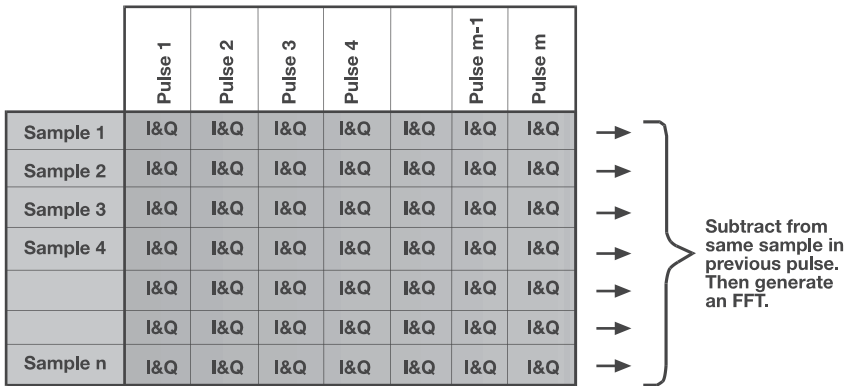 Pulse 1 Pulse 2 Pulse 3 Pulse 4 Pulse m-1 Pulse m
Sample 1 I&Q I&Q I&Q I&Q I&Q I&Q I&Q
Sample 2 I&Q I&Q I&Q I&Q I&Q I&Q I&Q
Sample 3 I&Q I&Q I&Q I&Q I&Q I&Q I&Q
Sample 4 I&Q I&Q I&Q I&Q I&Q I&Q I&Q
I&Q I&Q I&Q I&Q I&Q I&Q I&Q
I&Q I&Q I&Q I&Q I&Q I&Q I&Q
Sample n I&Q I&Q I&Q I&Q I&Q I&Q I&Q
Subtract from
same sample in
previous pulse.
Then generate
an FFT.